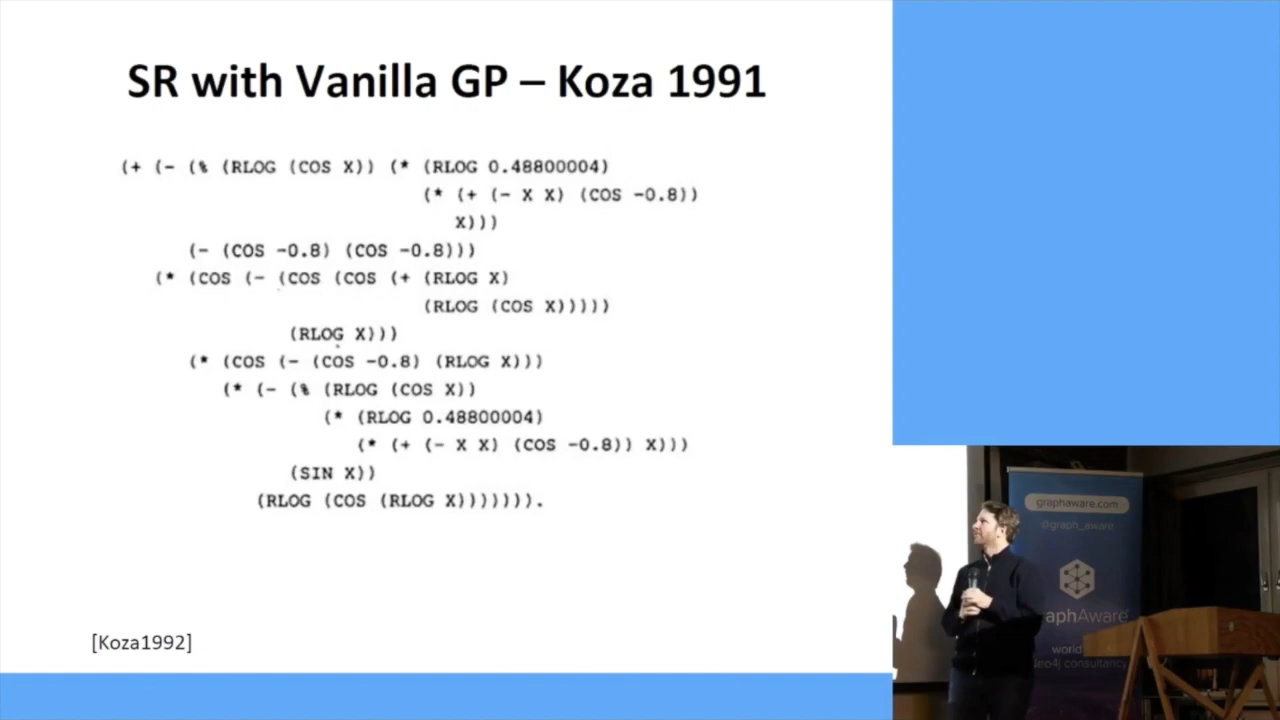 SR with Vanilla GP – Koza 1991
(+ (- (% (RLOG (COS X)) (* (RLOG 0.48800004)
(* (+ (- X X) (COS -0.8))
X)))
(- (COS -0.8) (COS -0.8)))
(* (COS (- (COS (COS (+ (RLOG X)
(RLOG (COS X)))))
(RLOG X)))
(* (COS (- (COS -0.8) (RLOG X)))
(* (- (% (RLOG (COS X))
(* (RLOG 0.48800004)
(* (+ (- X X) (COS -0.8)) X)))
(SIN X))
(RLOG (COS (RLOG X))))))).
[Koza1992]
graphaware.com
@graph_aware
aphAware
world
eo4j consultancy